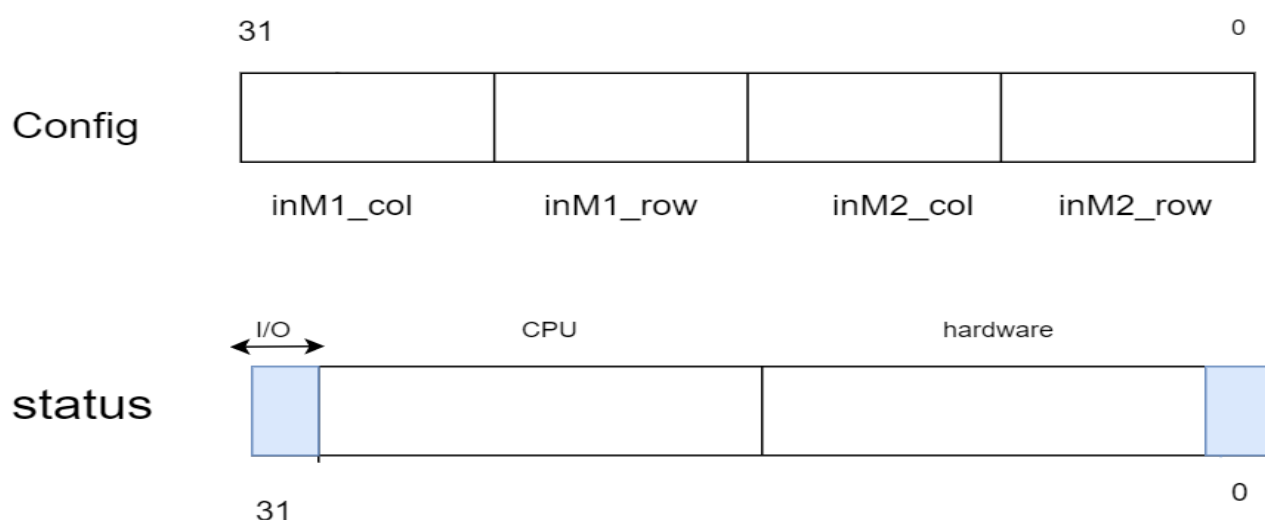 31 0
Config
inM1_col inM1_row inM2_col inM2_row
I/O CPU hardware
status
31 0